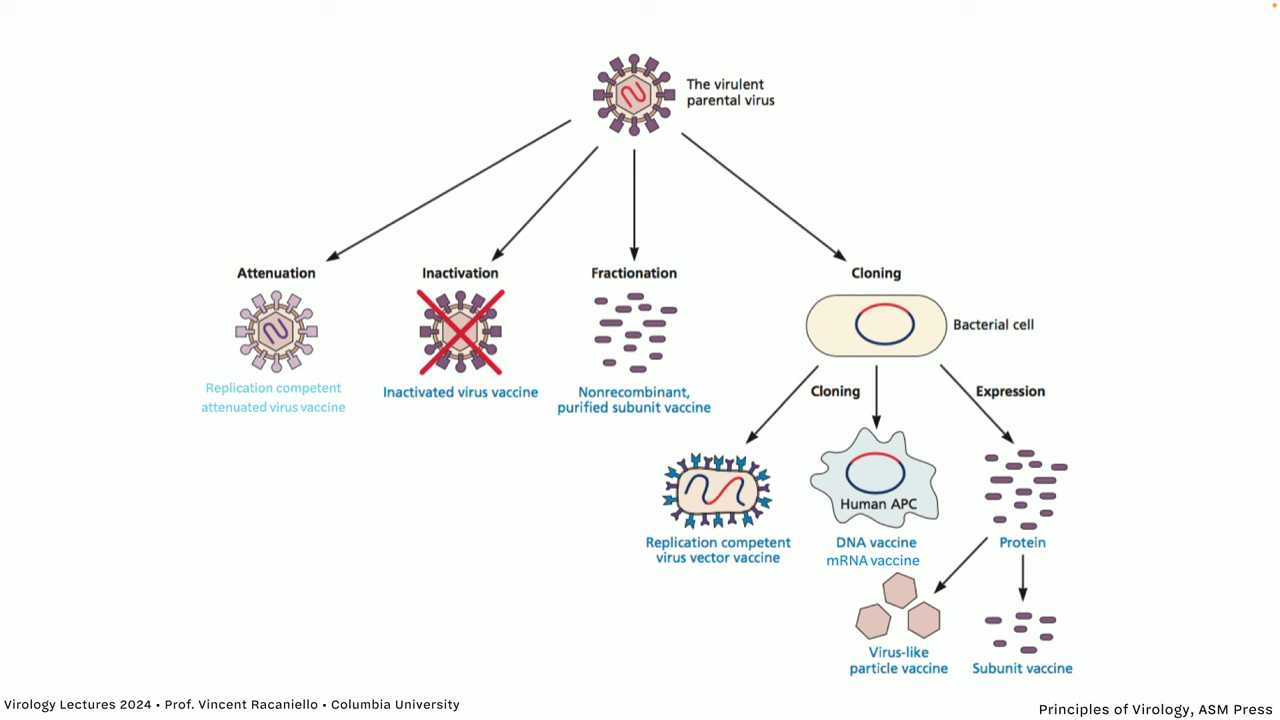 The virulent
parental virus
Attenuation
Inactivation
Fractionation
Cloning
Bacterial cell
Replication competent
attenuated virus vaccine
Inactivated virus vaccine
Nonrecombinant,
purified subunit vaccine
Cloning
Expression
Human APC
Replication competent
virus vector vaccine
DNA vaccine
mRNA vaccine
Protein
Virus-like
particle vaccine
Subunit vaccine
Virology Lectures 2024 • Prof. Vincent Racaniello • Columbia University
Principles of Virology, ASM Press